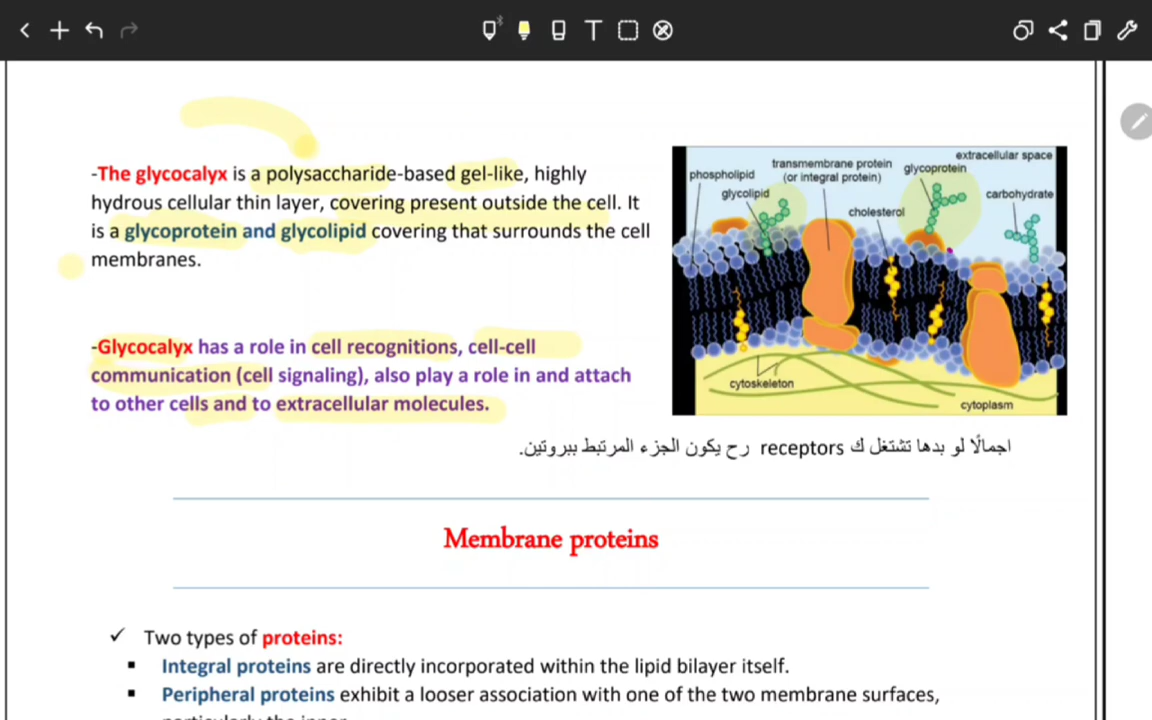 -The glycocalyx is a polysaccharide-based gel-like, highly
hydrous cellular thin layer, covering present outside the cell. It
is a glycoprotein and glycolipid covering that surrounds the cell
membranes.
extracellular space
transmembrane protein
(or integral protein)
glycoprotein
phospholipid
glycolipid
carbohydrate
cholesterol
cytoskeleton
cytoplasm
-Glycocalyx has a role in cell recognitions, cell-cell
communication (cell signaling), also play a role in and attach
to other cells and to extracellular molecules.
اجمالًا لو بدها تشتغل ك receptors رح يكون الجزء المرتبط ببروتين.
Membrane proteins
✓ Two types of proteins:
▪ Integral proteins are directly incorporated within the lipid bilayer itself.
▪ Peripheral proteins exhibit a looser association with one of the two membrane surfaces,
particularly the inner